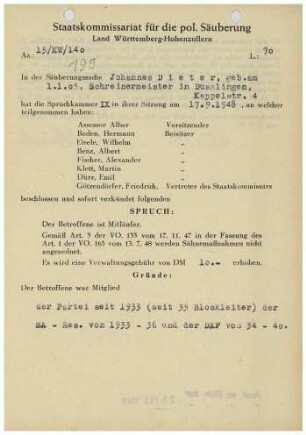 Staatskommissariat für die pol. Säuberung
Land Württemberg-Hohenzollern
Az: 15/KW/140
L: 70
199
In der Säuberungssache Johannes D i e t e r, geb.am
1.1.05, Schreinermeister in Dusslingen,
Kappelstr. 4
hat die Spruchkammer IX in ihrer Sitzung am 17.9.1948, an welcher
teilgenommen haben:
Assessor Alber Vorsitzender
Boden, Hermann Beisitzer
Eisele, Wilhelm „
Benz, Albert „
Fischer, Alexander „
Klett, Martin „
Dürr, Emil „
Götzendörfer, Friedrich, Vertreter des Staatskommissars
beschlossen und sofort verkündet folgenden
SPRUCH:
Der Betroffene ist Mitläufer.
Gemäß Art. 3 der VO. 133 vom 17. 11. 47 in der Fassung des
Art. 1 der VO. 165 vom 13. 7. 48 werden Sühnemaßnahmen nicht
angeordnet.
Es wird eine Verwaltungsgebühr von DM 10.- erhoben.
Gründe:
Der Betroffene war Mitglied
der Partei seit 1933 (seit 35 Blockleiter) der
SA - Res. von 1933 - 36 und der DAF von 34 - 40.